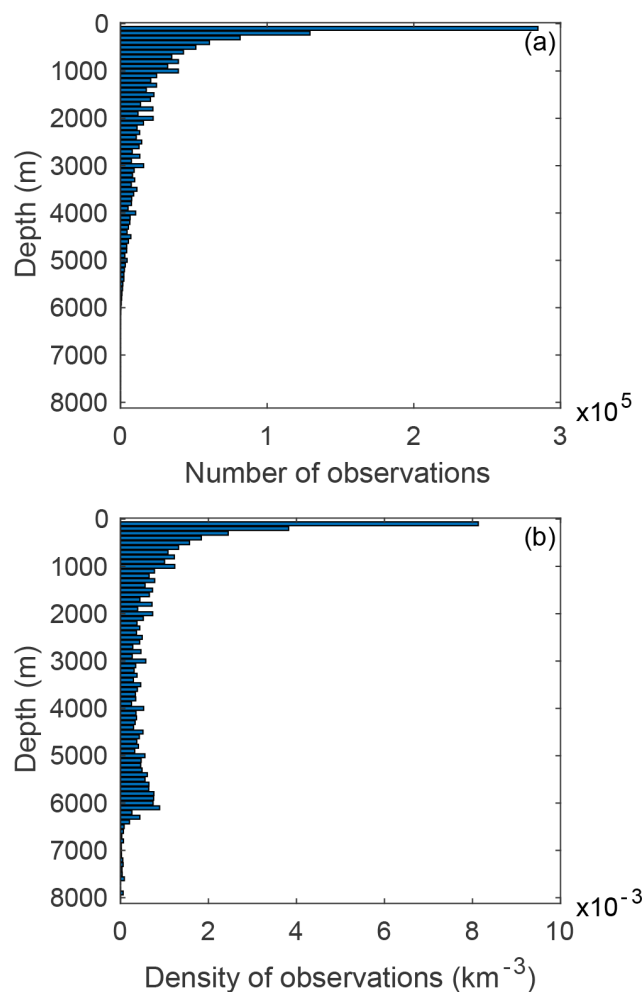 0
(a)
1000
2000
3000
4000
5000
6000
7000
8000
Depth (m)
0 1 2 3
x10^5
Number of observations
0
(b)
1000
2000
3000
4000
5000
6000
7000
8000
Depth (m)
0 2 4 6 8 10
x10^-3
Density of observations (km^-3)